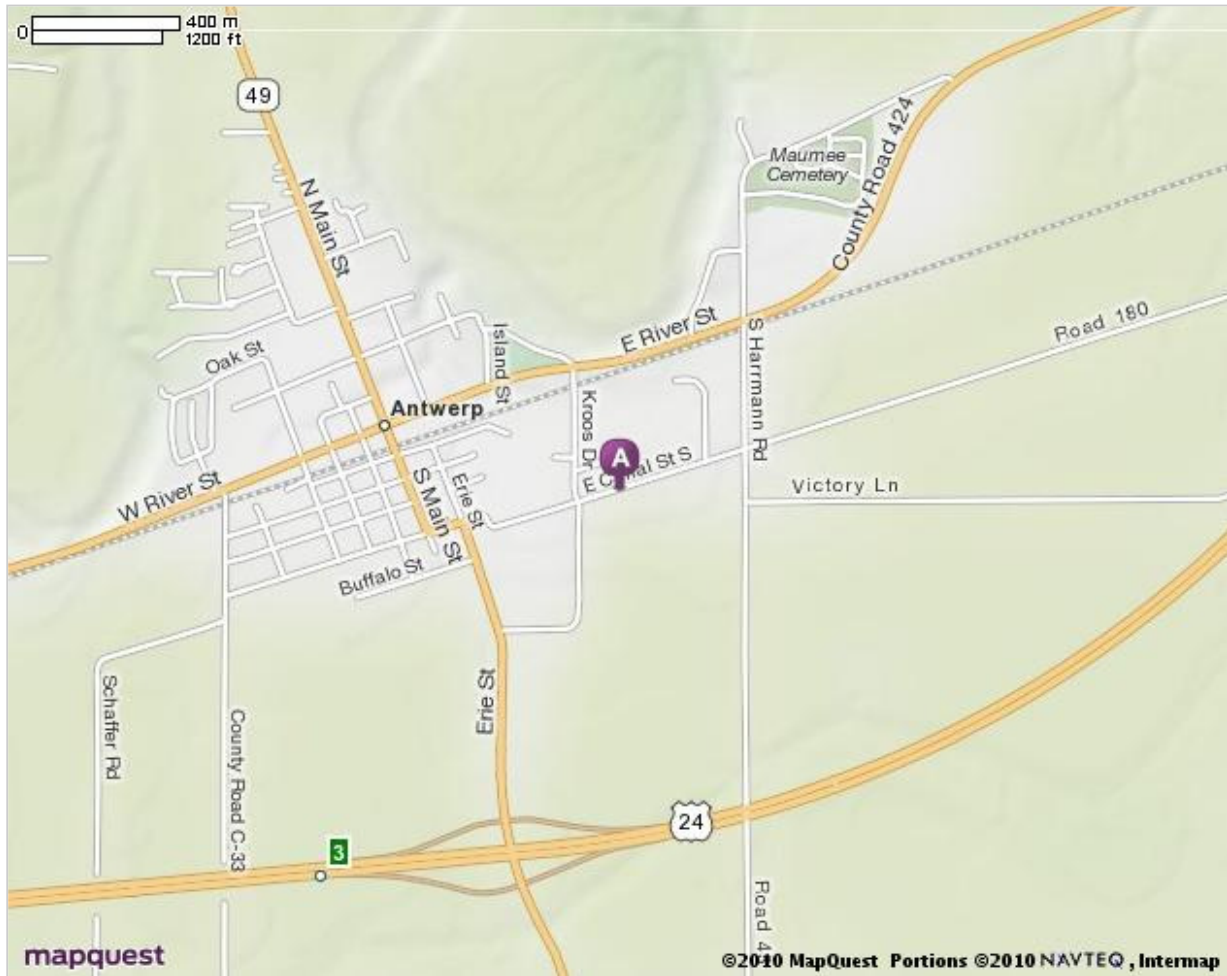 0
400 m
1200 ft
49
N Main St
Maumee
Cemetery
County Road 424
Oak St
Island St
E River St
S Harrmann Rd
Road 180
Antwerp
Kroos Dr
A
E Canal St S
W River St
S Main St
Erie St
Victory Ln
Buffalo St
Schaffer Rd
County Road C-33
Erie St
24
3
Road
mapquest
©2010 MapQuest Portions ©2010 NAVTEQ, Intermap